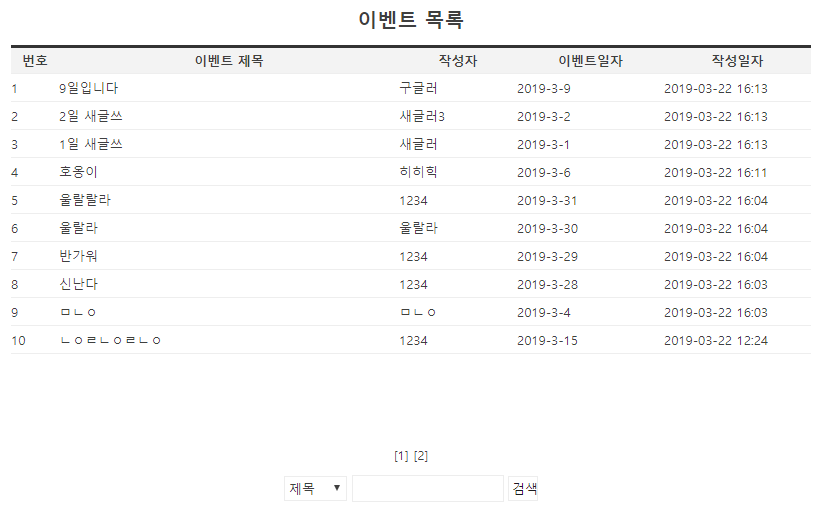 이벤트 목록
번호 이벤트 제목 작성자 이벤트일자 작성일자
1 9일입니다 구글러 2019-3-9 2019-03-22 16:13
2 2일 새글쓰 새글러3 2019-3-2 2019-03-22 16:13
3 1일 새글쓰 새글러 2019-3-1 2019-03-22 16:13
4 호옹이 히히힉 2019-3-6 2019-03-22 16:11
5 울랄랄라 1234 2019-3-31 2019-03-22 16:04
6 울랄라 울랄라 2019-3-30 2019-03-22 16:04
7 반가워 1234 2019-3-29 2019-03-22 16:04
8 신난다 1234 2019-3-28 2019-03-22 16:03
9 ㅁㄴㅇ ㅁㄴㅇ 2019-3-4 2019-03-22 16:03
10 ㄴㅇㄹㄴㅇㄹㄴㅇ 1234 2019-3-15 2019-03-22 12:24
[1] [2]
제목 검색